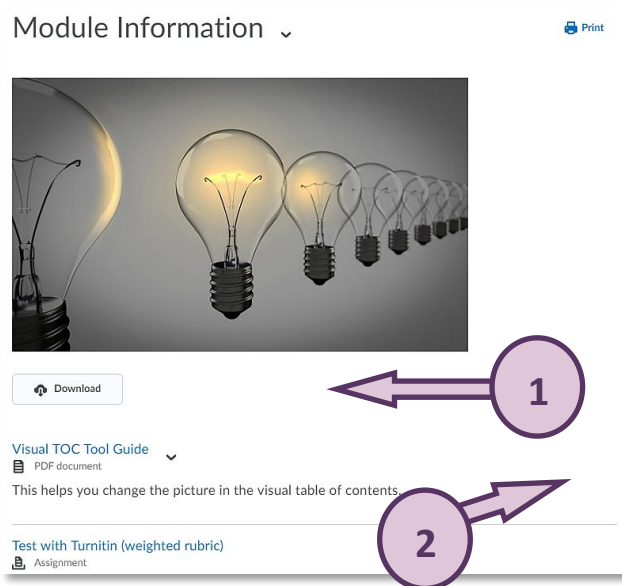 Module Information
Print
Download
1
Visual TOC Tool Guide
PDF document
This helps you change the picture in the visual table of contents.
2
Test with Turnitin (weighted rubric)
Assignment